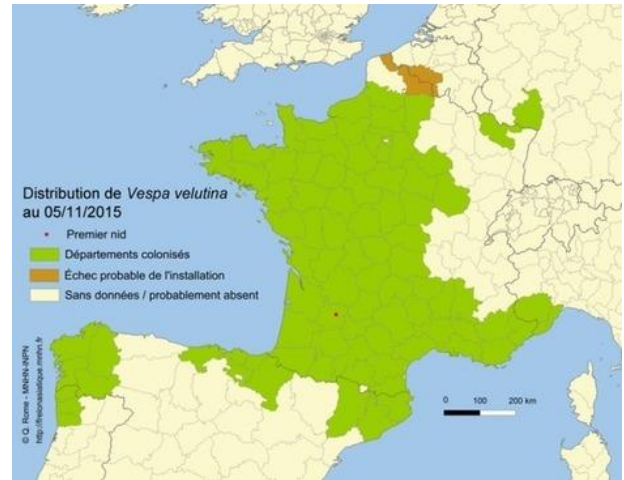 Distribution de Vespa velutina
au 05/11/2015
Premier nid
Départements colonisés
Échec probable de l'installation
Sans données / probablement absent
0 100 200 km
© Q. Rome - MNHN-INPN
http://frelonasiatique.mnhn.fr